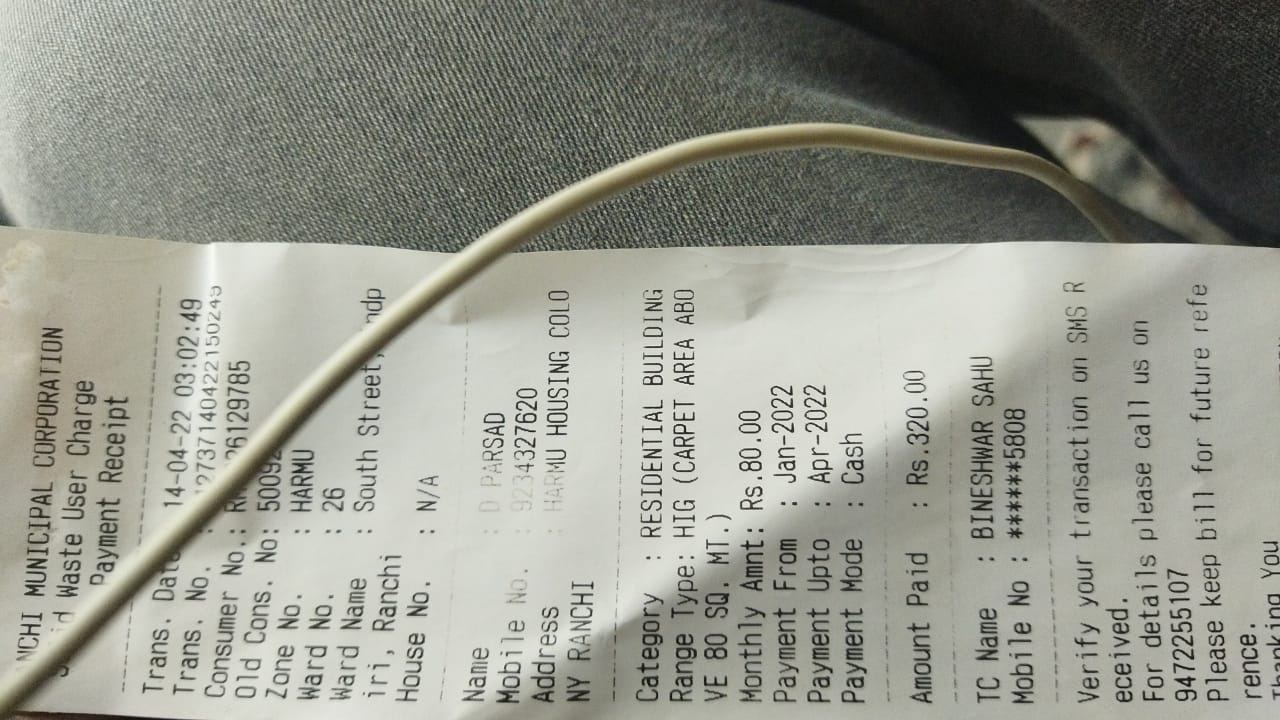 NCHI MUNICIPAL CORPORATION
Waste User Charge
Payment Receipt
Trans. Date 14-04-22 03:02:49
Trans. No. :
Consumer No.:
Old Cons. No:
Zone No. : HARMU
Ward No. : 26
Ward Name : South Street, ndp
iri, Ranchi
House No. : N/A
Name : D PARSAD
Mobile No. : 9234327620
Address : HARMU HOUSING COLO
NY RANCHI
Category : RESIDENTIAL BUILDING
Range Type: HIG (CARPET AREA ABO
VE 80 SQ. MT.)
Monthly Amnt: Rs.80.00
Payment From : Jan-2022
Payment Upto : Apr-2022
Payment Mode : Cash
Amount Paid : Rs.320.00
TC Name : BINESHWAR SAHU
Mobile No : ******5808
Verify your transaction on SMS R
eceived.
For details please call us on
9472255107
Please keep bill for future refe
rence.
Thanking You